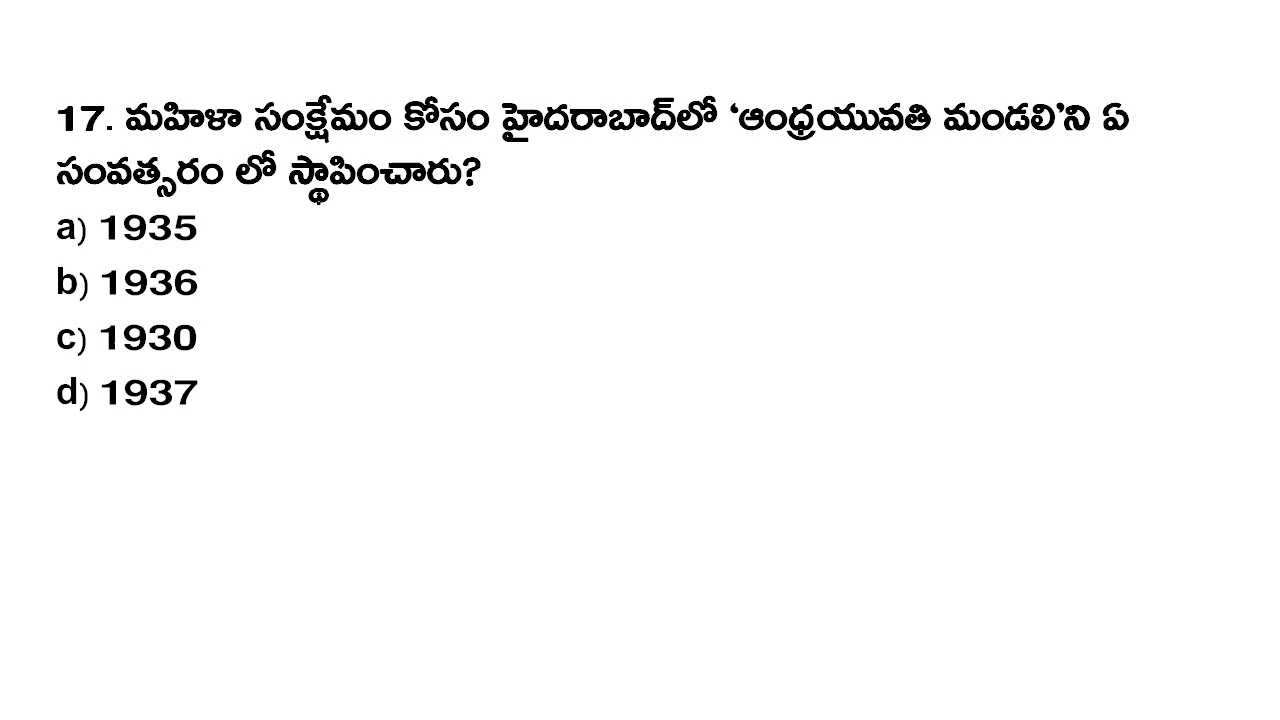 17. మహిళా సంక్షేమం కోసం హైదరాబాద్‌లో ‘ఆంధ్రయువతి మండలి’ని ఏ
సంవత్సరం లో స్థాపించారు?
a) 1935
b) 1936
c) 1930
d) 1937